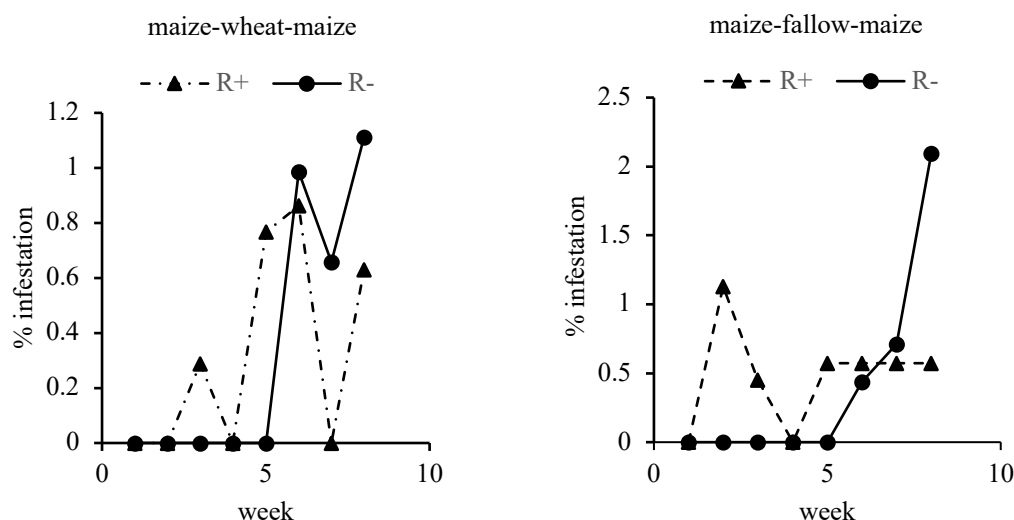 maize-wheat-maize
R+ R-
1.2
1
0.8
0.6
0.4
0.2
0
% infestation
0 5 10
week
maize-fallow-maize
R+ R-
2.5
2
1.5
1
0.5
0
% infestation
0 5 10
week